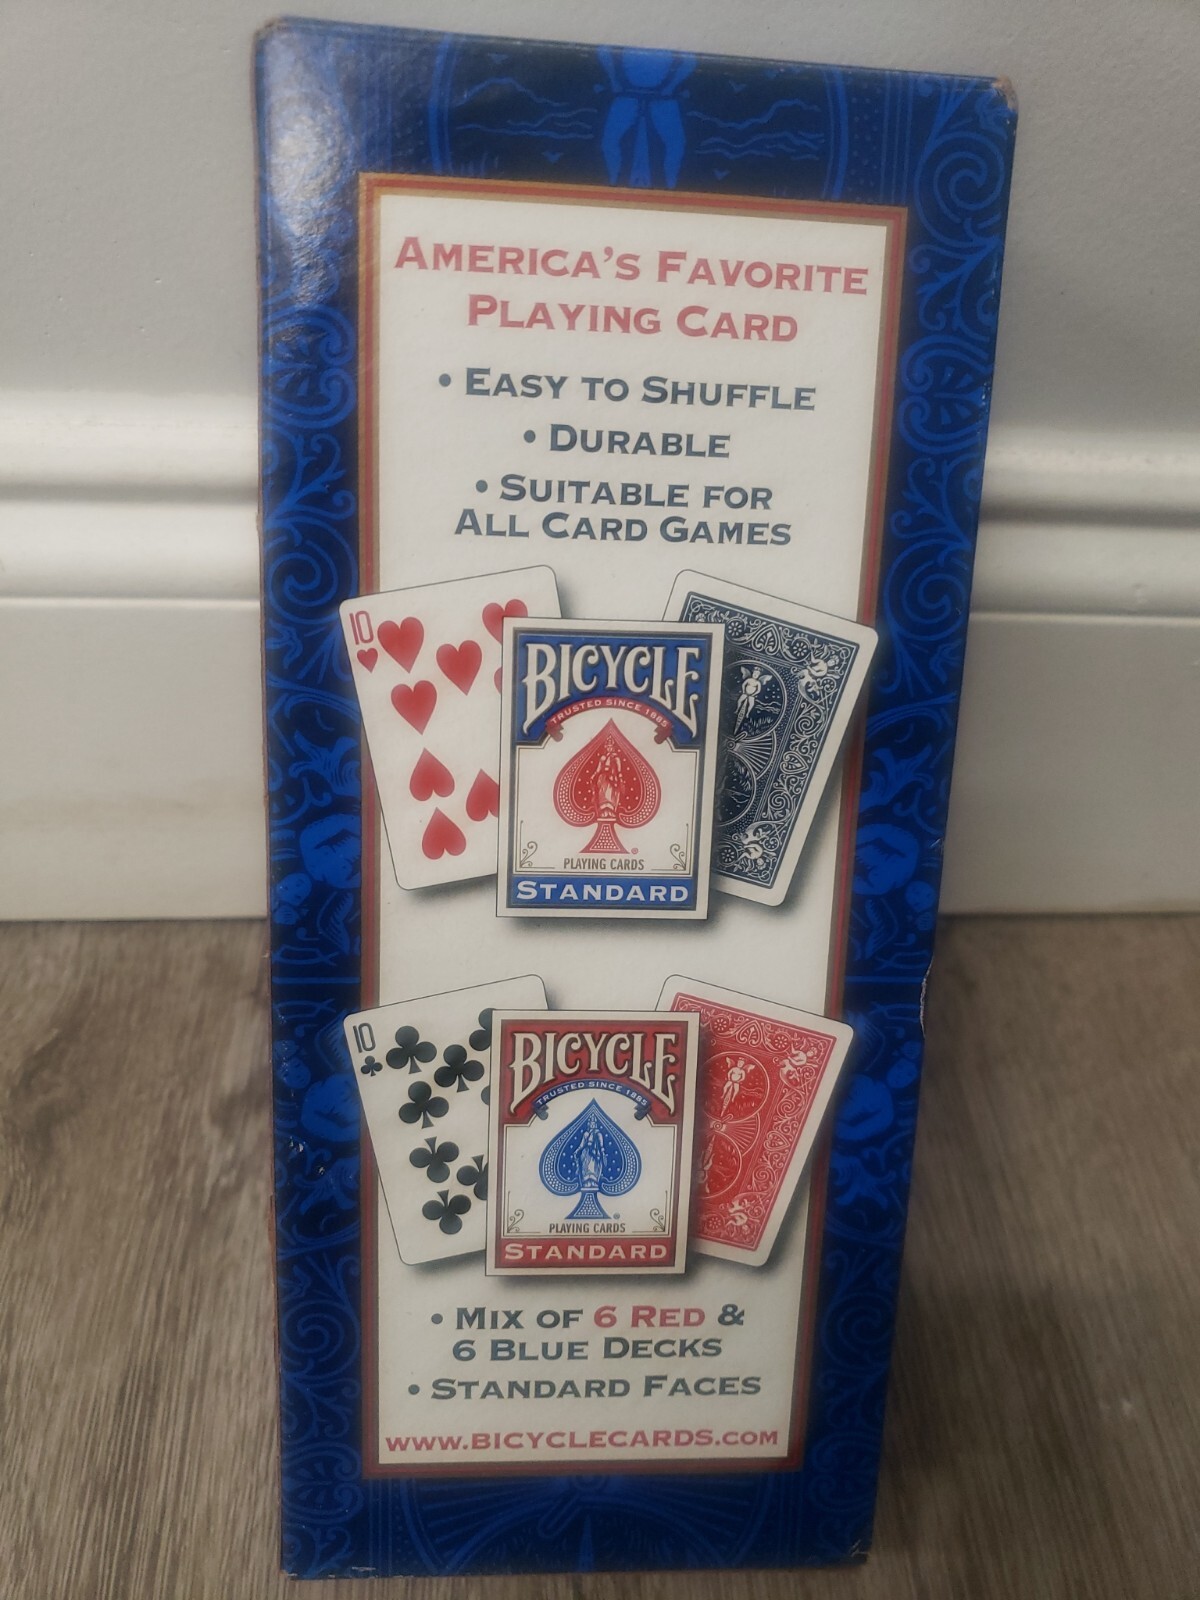 AMERICA'S FAVORITE
PLAYING CARD
• EASY TO SHUFFLE
• DURABLE
• SUITABLE FOR
ALL CARD GAMES
10
BICYCLE
TRUSTED SINCE 1885
®
PLAYING CARDS
STANDARD
10
BICYCLE
TRUSTED SINCE 1885
®
PLAYING CARDS
STANDARD
• MIX OF 6 RED &
6 BLUE DECKS
• STANDARD FACES
WWW.BICYCLECARDS.COM